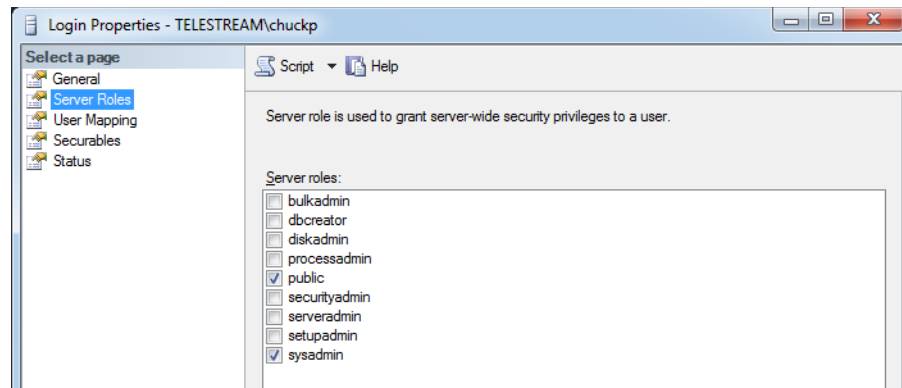 Login Properties - TELESTREAM\chuckp
Select a page
General
Server Roles
User Mapping
Securables
Status
Script
Help
Server role is used to grant server-wide security privileges to a user.
Server roles:
bulkadmin
dbcreator
diskadmin
processadmin
public
securityadmin
serveradmin
setupadmin
sysadmin